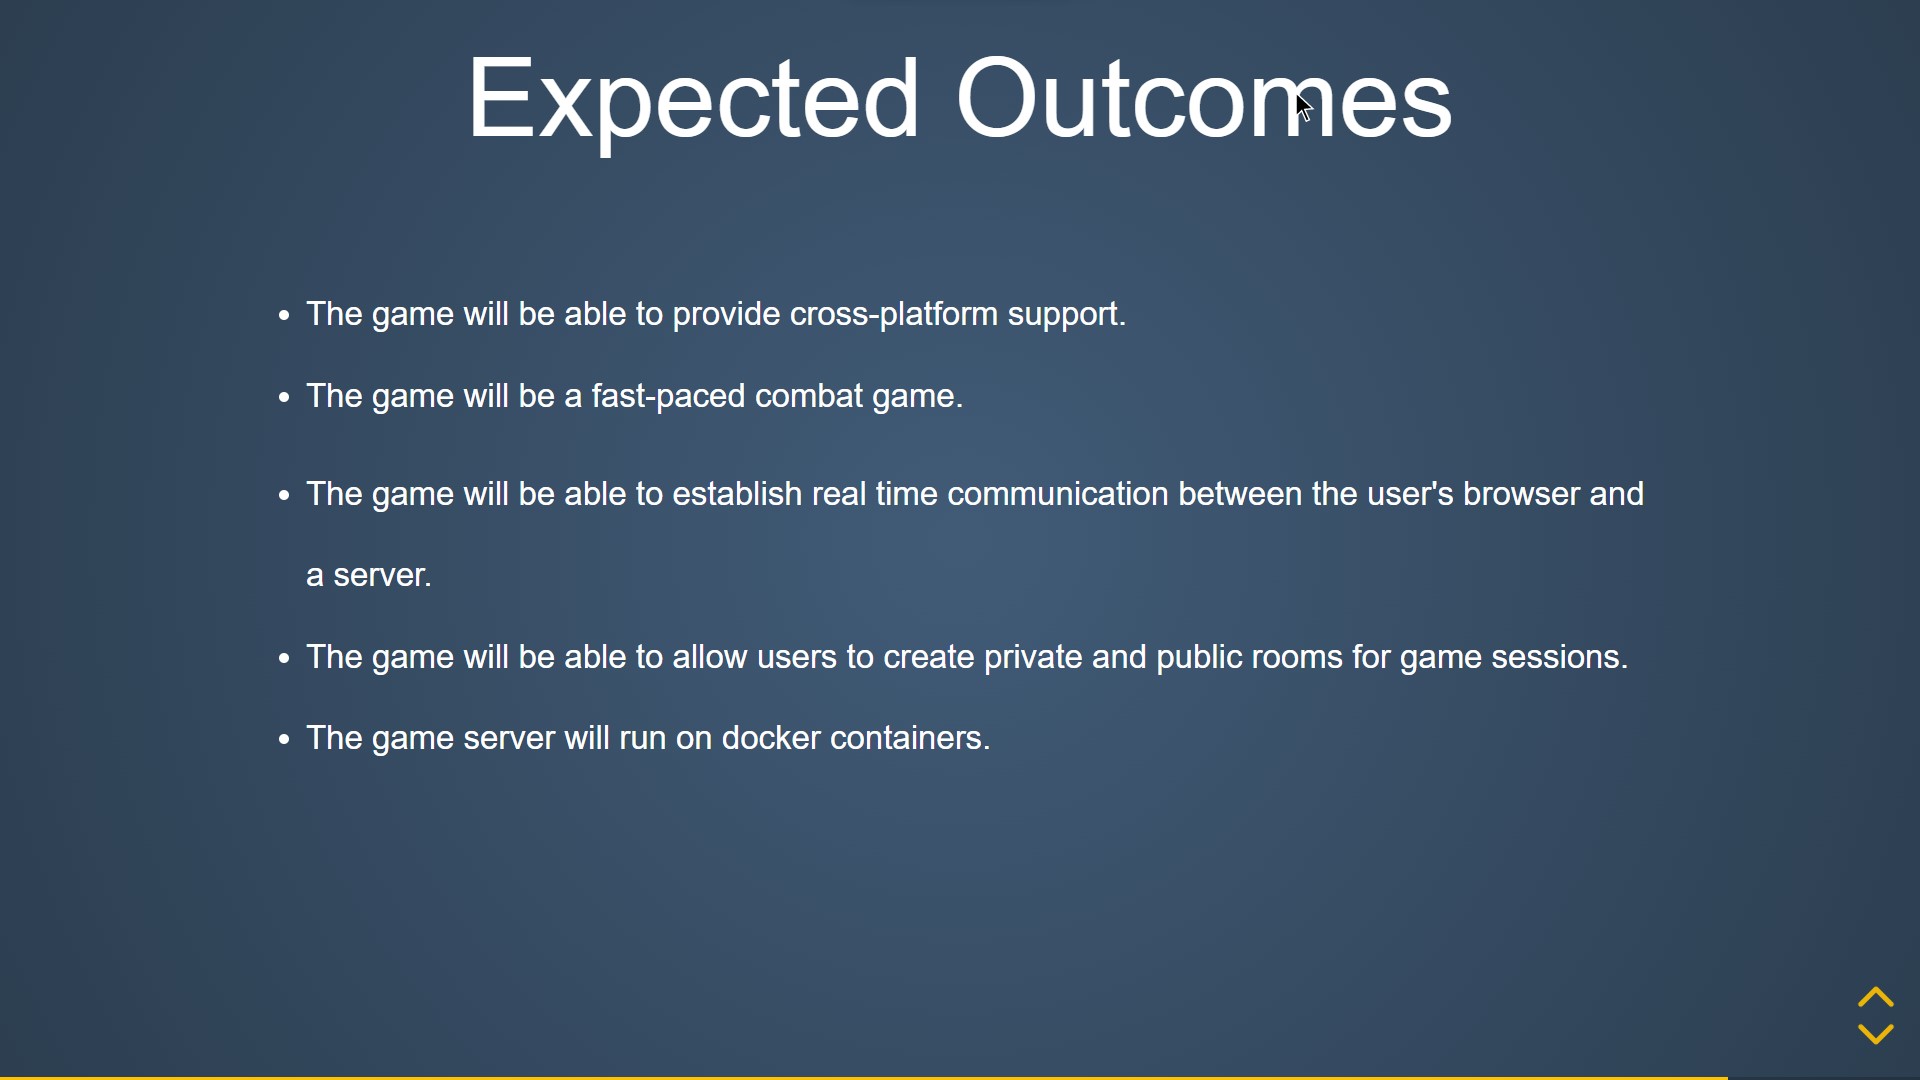 Expected Outcomes
• The game will be able to provide cross-platform support.
• The game will be a fast-paced combat game.
• The game will be able to establish real time communication between the user's browser and
a server.
• The game will be able to allow users to create private and public rooms for game sessions.
• The game server will run on docker containers.